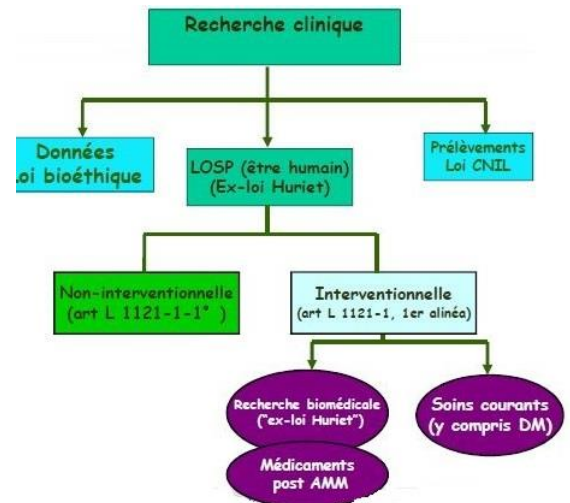 Recherche clinique
Données
Loi bioéthique
LOSP (être humain)
(Ex-loi Huriet)
Prélèvements
Loi CNIL
Non-interventionnelle
(art L 1121-1-1° )
Interventionnelle
(art L 1121-1, 1er alinéa)
Recherche biomédicale
("ex-loi Huriet")
Médicaments
post AMM
Soins courants
(y compris DM)